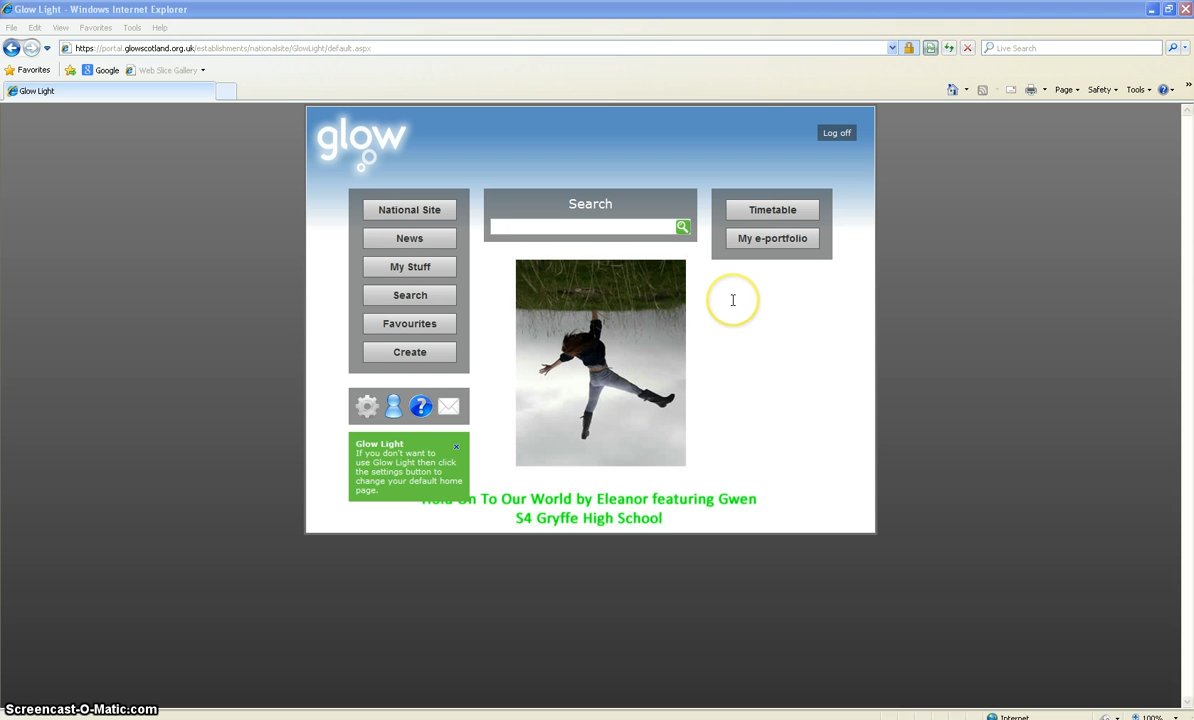 Glow Light - Windows Internet Explorer
File Edit View Favorites Tools Help
https://portal.glowscotland.org.uk/establishments/nationalsite/GlowLight/default.aspx
Live Search
Favorites Google Web Slice Gallery
Glow Light
Page Safety Tools
glow
Log off
National Site
News
My Stuff
Search
Favourites
Create
Search
Timetable
My e-portfolio
Glow Light
If you don't want to
use Glow Light then click
the settings button to
change your default home
page.
On To Our World by Eleanor featuring Gwen
S4 Gryffe High School
Screencast-O-Matic.com
Internet
100%